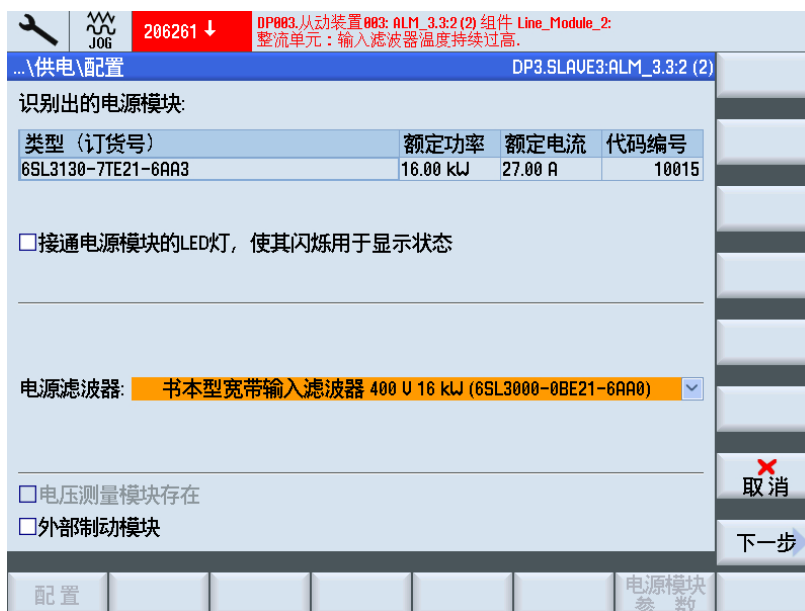 JOG
206261
DP003.从动装置003: ALM_3.3:2 (2) 组件 Line_Module_2:
整流单元：输入滤波器温度持续过高.
...\供电\配置
DP3.SLAVE3:ALM_3.3:2 (2)
识别出的电源模块:
类型（订货号） 额定功率 额定电流 代码编号
6SL3130-7TE21-6AA3 16.00 kW 27.00 A 10015
接通电源模块的LED灯，使其闪烁用于显示状态
电源滤波器: 书本型宽带输入滤波器 400 V 16 kW (6SL3000-0BE21-6AA0)
电压测量模块存在
外部制动模块
取消
下一步
配置
电源模块
参 数